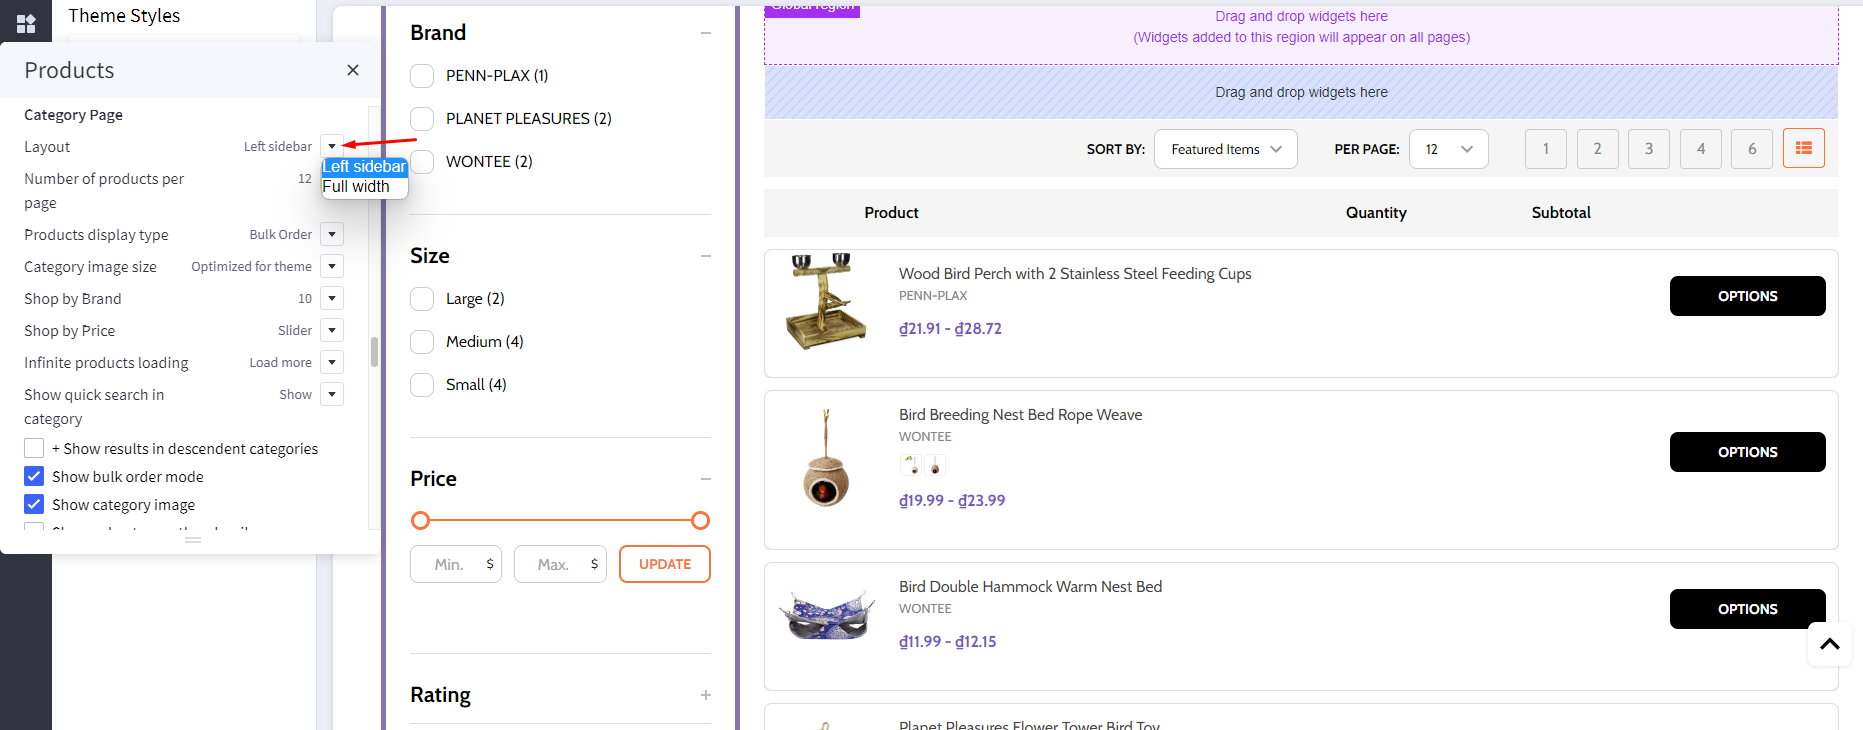 Theme Styles
Products
Category Page
Layout Left sidebar
Left sidebar
Full width
Number of products per page 12
Products display type Bulk Order
Category image size Optimized for theme
Shop by Brand 10
Shop by Price Slider
Infinite products loading Load more
Show quick search in category Show
+ Show results in descendent categories
Show bulk order mode
Show category image
Brand
PENN-PLAX (1)
PLANET PLEASURES (2)
WONTEE (2)
Size
Large (2)
Medium (4)
Small (4)
Price
Min. $ Max. $ UPDATE
Rating
Global region
Drag and drop widgets here
(Widgets added to this region will appear on all pages)
Drag and drop widgets here
SORT BY: Featured Items PER PAGE: 12 1 2 3 4 6
Product Quantity Subtotal
Wood Bird Perch with 2 Stainless Steel Feeding Cups
PENN-PLAX
₫21.91 - ₫28.72
OPTIONS
Bird Breeding Nest Bed Rope Weave
WONTEE
₫19.99 - ₫23.99
OPTIONS
Bird Double Hammock Warm Nest Bed
WONTEE
₫11.99 - ₫12.15
OPTIONS
Planet Pleasures Flower Tower Bird Toy